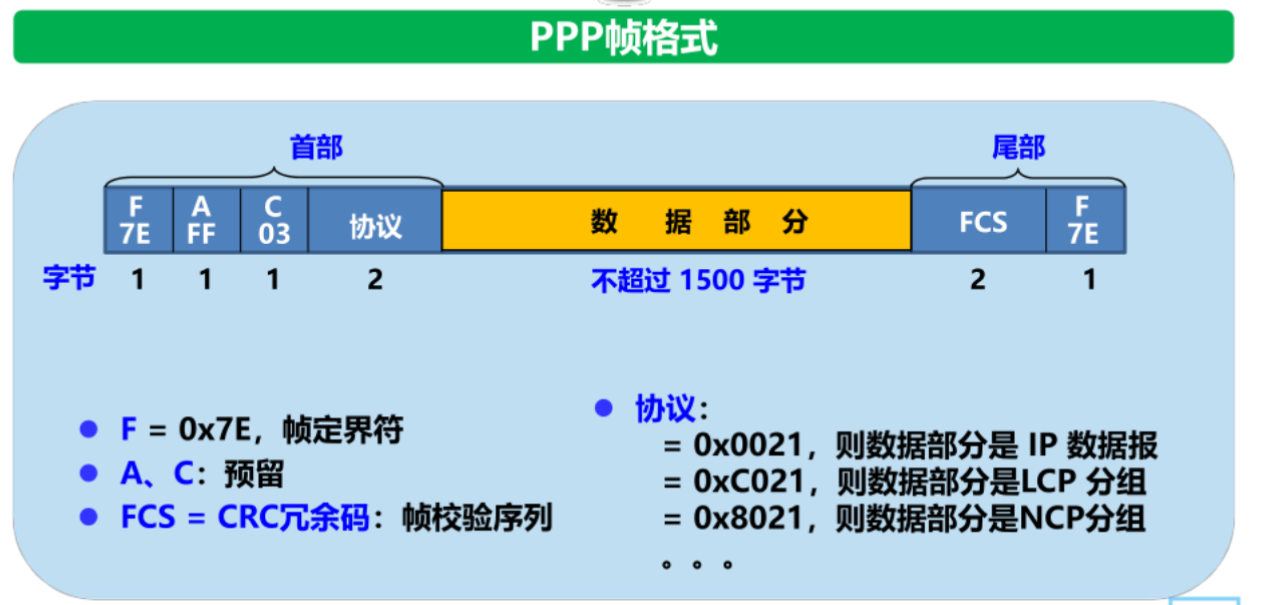 PPP帧格式
首部 尾部
F A C F
7E FF 03 协议 数 据 部 分 FCS 7E
字节 1 1 1 2 不超过 1500 字节 2 1
● F = 0x7E，帧定界符
● A、C：预留
● FCS = CRC冗余码：帧校验序列
● 协议：
= 0x0021，则数据部分是 IP 数据报
= 0xC021，则数据部分是LCP 分组
= 0x8021，则数据部分是NCP分组
。。。